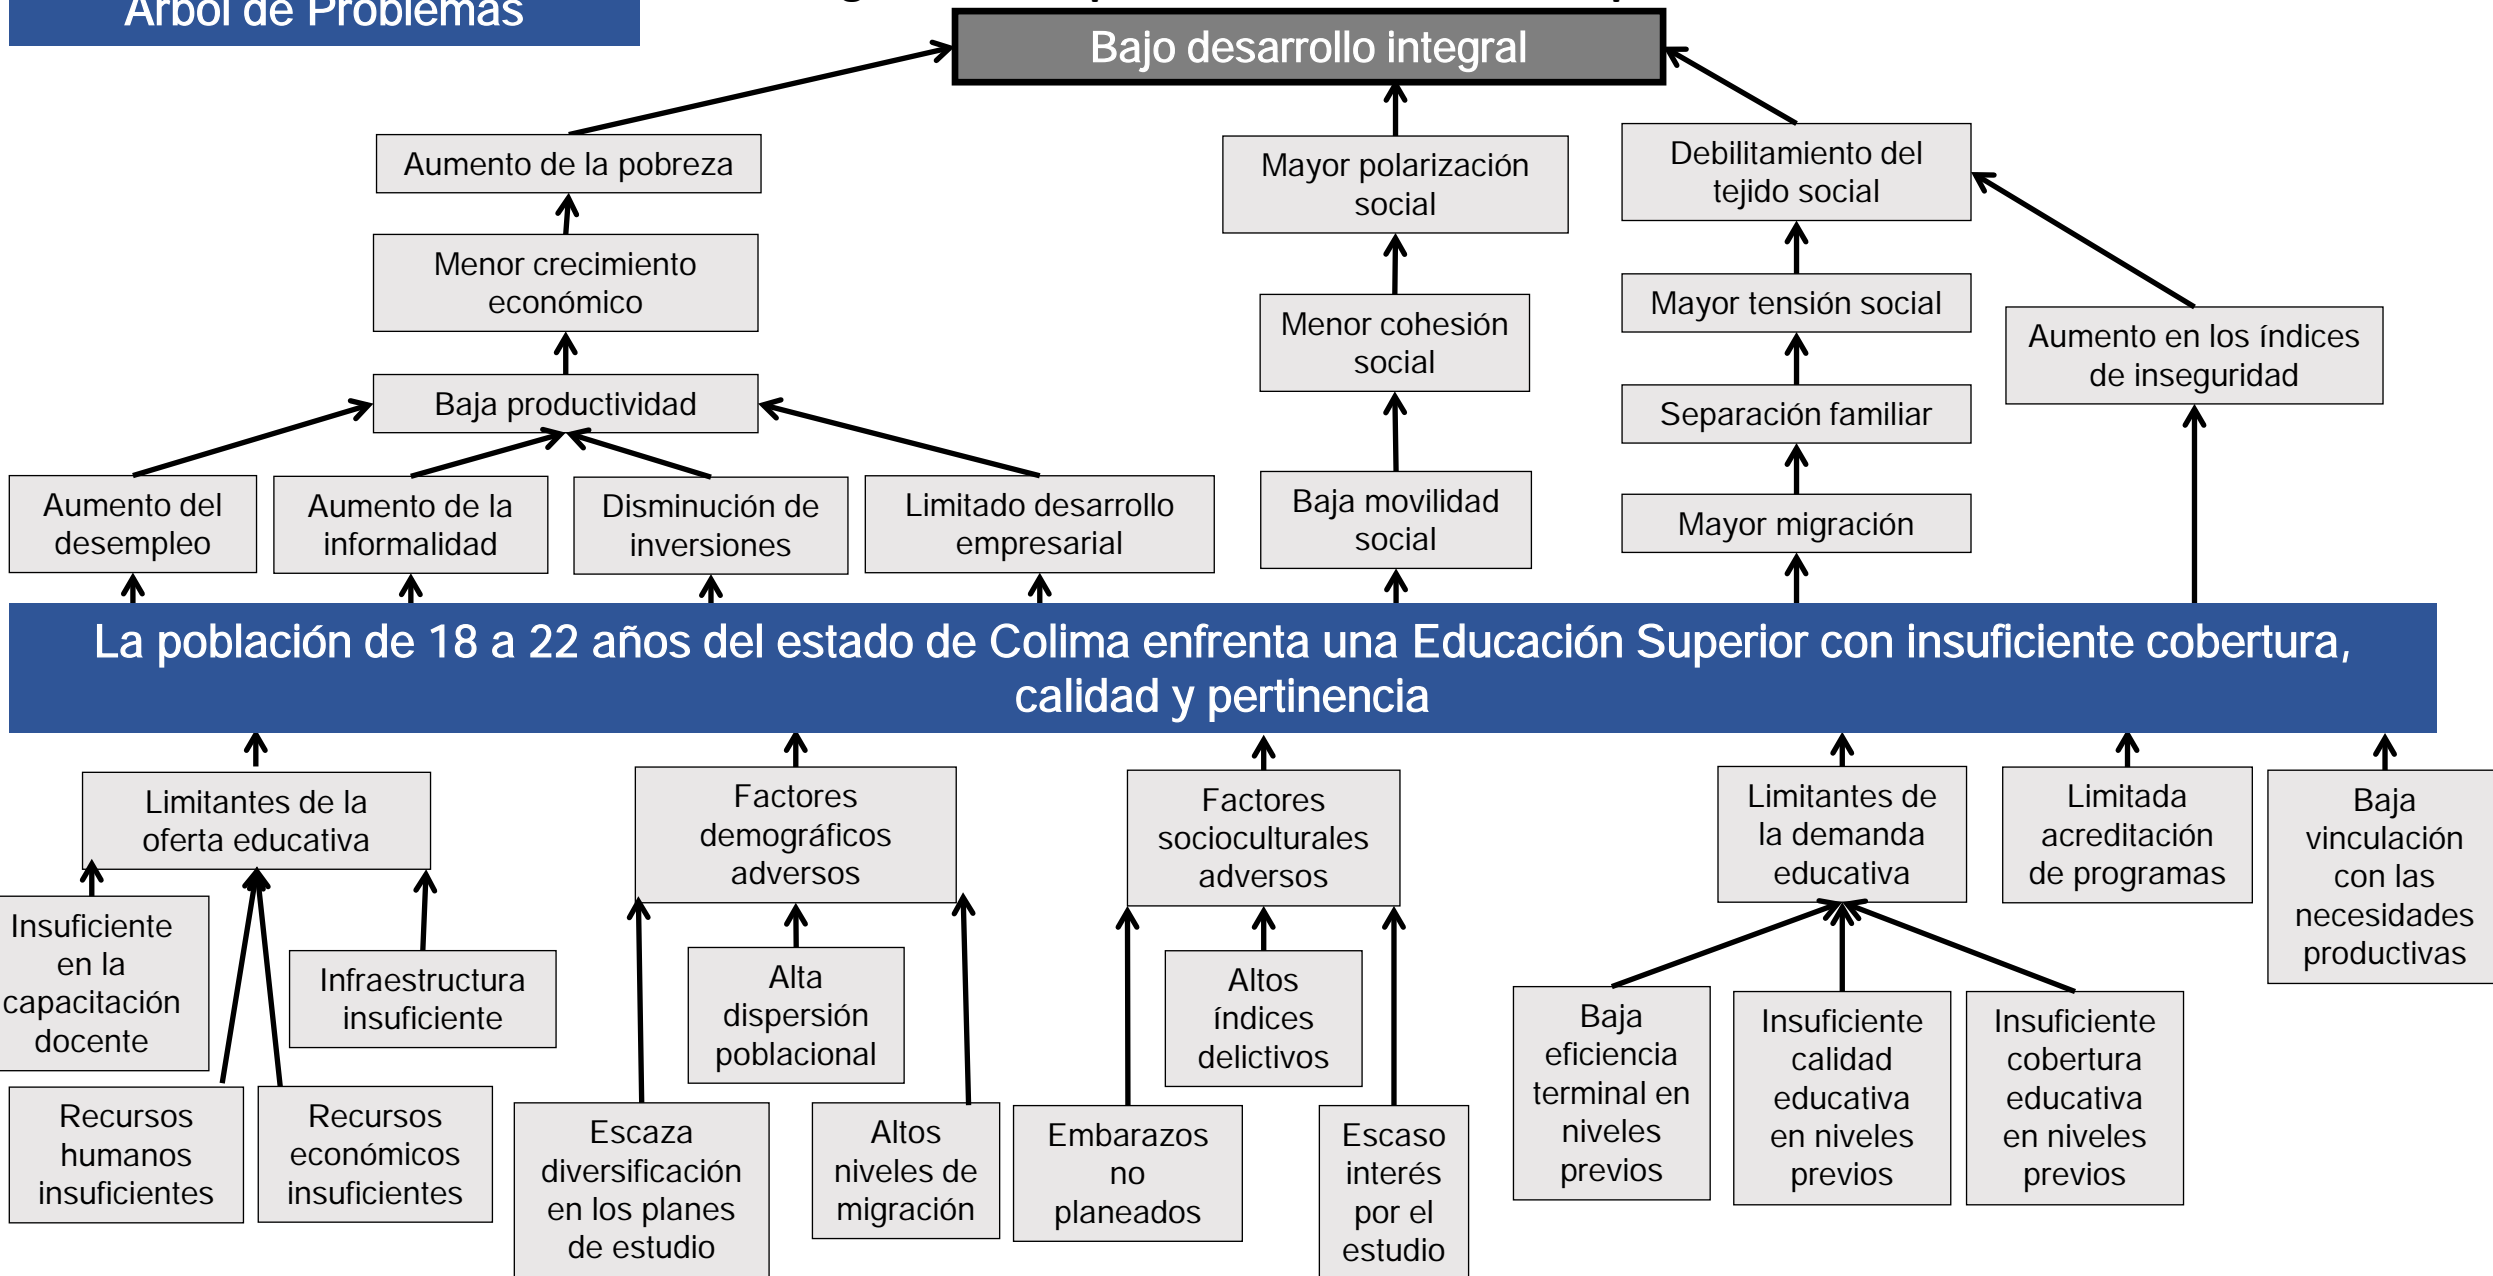 Árbol de Problemas
Bajo desarrollo integral
Aumento de la pobreza
Mayor polarización
social
Debilitamiento del
tejido social
Menor crecimiento
económico
Menor cohesión
social
Mayor tensión social
Aumento en los índices
de inseguridad
Baja productividad
Separación familiar
Aumento del
desempleo
Aumento de la
informalidad
Disminución de
inversiones
Limitado desarrollo
empresarial
Baja movilidad
social
Mayor migración
La población de 18 a 22 años del estado de Colima enfrenta una Educación Superior con insuficiente cobertura,
calidad y pertinencia
Limitantes de la
oferta educativa
Factores
demográficos
adversos
Factores
socioculturales
adversos
Limitantes de
la demanda
educativa
Limitada
acreditación
de programas
Baja
vinculación
con las
necesidades
productivas
Insuficiente
en la
capacitación
docente
Infraestructura
insuficiente
Alta
dispersión
poblacional
Altos
índices
delictivos
Baja
eficiencia
terminal en
niveles
previos
Insuficiente
calidad
educativa
en niveles
previos
Insuficiente
cobertura
educativa
en niveles
previos
Recursos
humanos
insuficientes
Recursos
económicos
insuficientes
Escaza
diversificación
en los planes
de estudio
Altos
niveles de
migración
Embarazos
no
planeados
Escaso
interés
por el
estudio